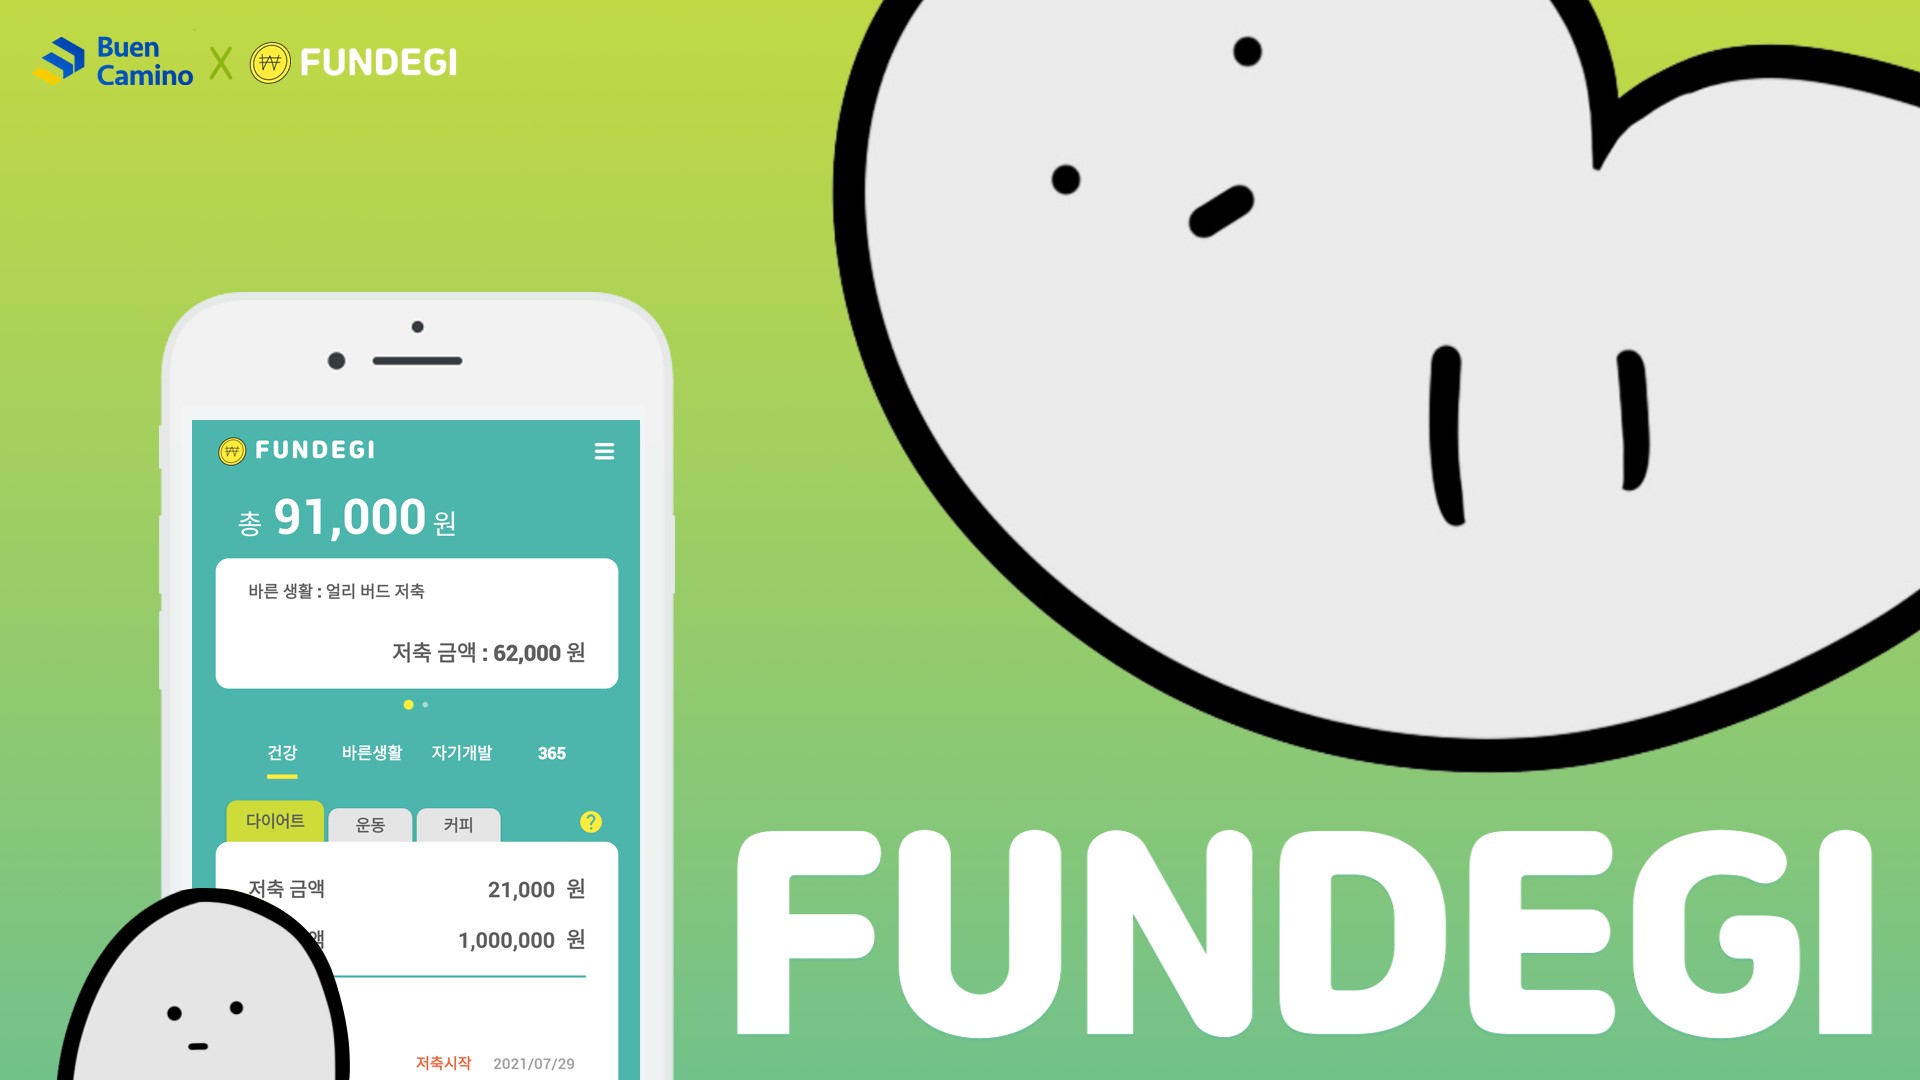 Buen
Camino
X
₩ FUNDEGI
₩ FUNDEGI
총 91,000 원
바른 생활 : 얼리 버드 저축
저축 금액 : 62,000 원
건강 바른생활 자기개발 365
다이어트 운동 커피 ?
저축 금액 21,000 원
액 1,000,000 원
저축시작 2021/07/29
FUNDEGI